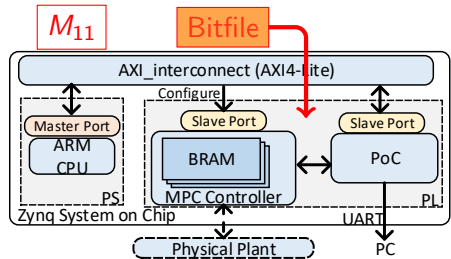 M11
Bitfile
AXI_interconnect (AXI4-Lite)
Configure
Master Port
Slave Port
Slave Port
ARM
CPU
BRAM
PoC
MPC Controller
PS
PL
Zynq System on Chip
UART
Physical Plant
PC